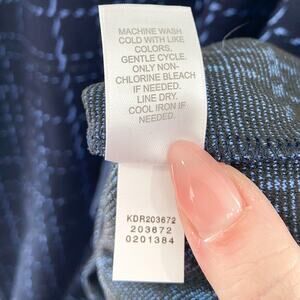 MACHINE WASH
COLD WITH LIKE
COLORS.
GENTLE CYCLE.
ONLY NON-
CHLORINE BLEACH
IF NEEDED.
LINE DRY.
COOL IRON IF
NEEDED.
KDR203672
203672
0201384